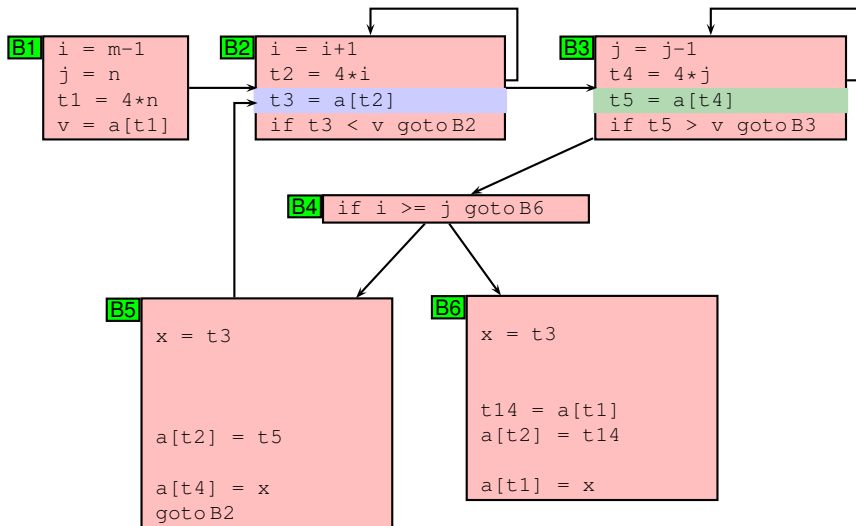 B1
i = m-1
j = n
t1 = 4*n
v = a[t1]
B2
i = i+1
t2 = 4*i
t3 = a[t2]
if t3 < v goto B2
B3
j = j-1
t4 = 4*j
t5 = a[t4]
if t5 > v goto B3
B4
if i >= j goto B6
B5
x = t3
a[t2] = t5
a[t4] = x
goto B2
B6
x = t3
t14 = a[t1]
a[t2] = t14
a[t1] = x